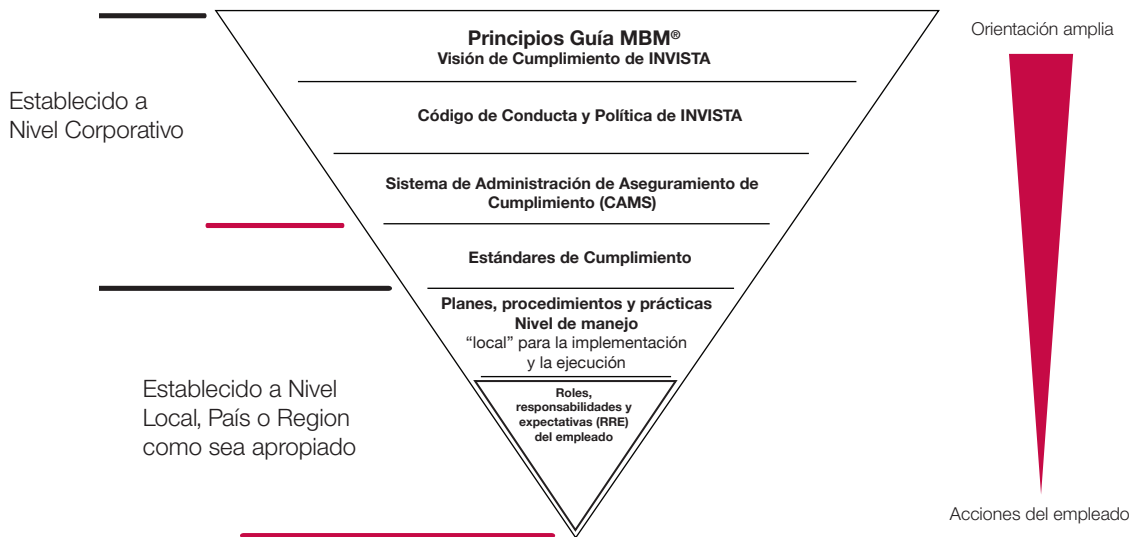 Principios Guía MBM®
Visión de Cumplimiento de INVISTA
Código de Conducta y Política de INVISTA
Sistema de Administración de Aseguramiento de
Cumplimiento (CAMS)
Estándares de Cumplimiento
Planes, procedimientos y prácticas
Nivel de manejo
“local” para la implementación
y la ejecución
Roles,
responsabilidades y
expectativas (RRE)
del empleado
Establecido a
Nivel Corporativo
Establecido a Nivel
Local, País o Region
como sea apropiado
Orientación amplia
Acciones del empleado